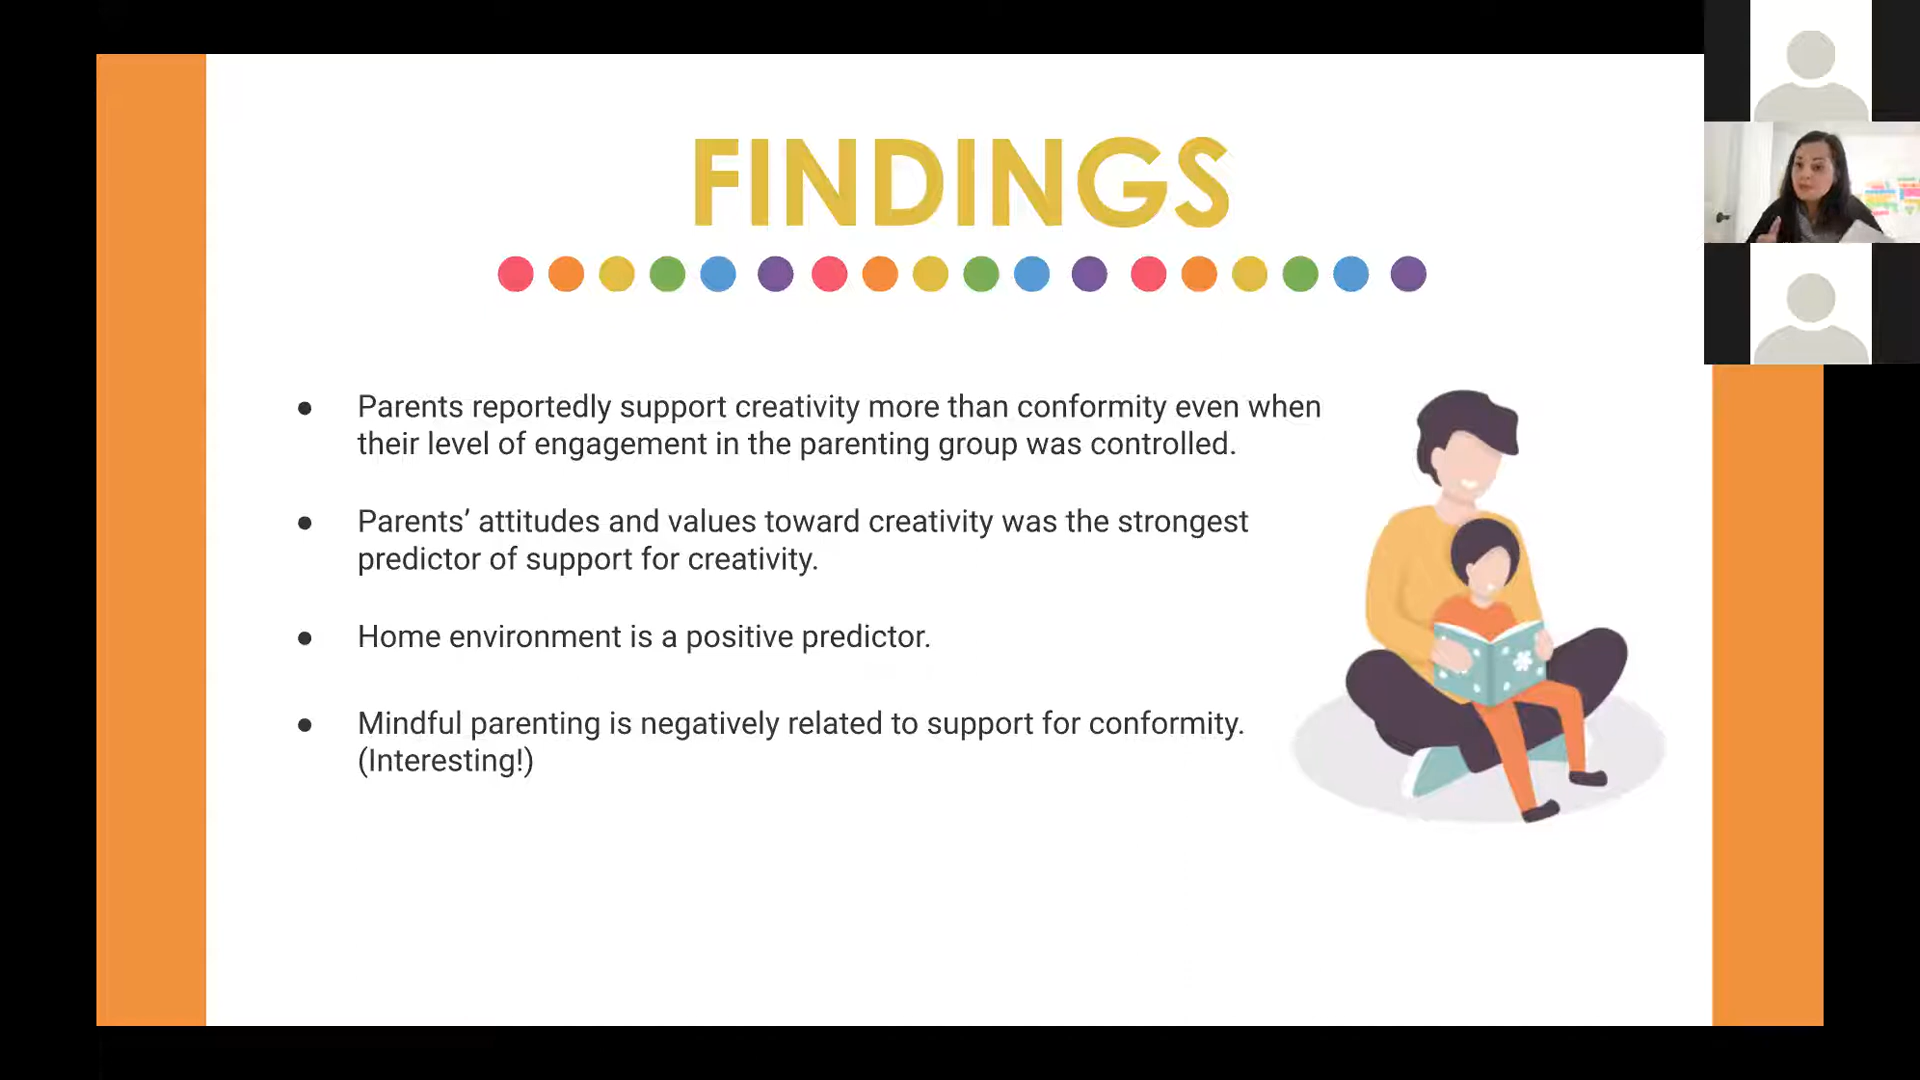 FINDINGS
● Parents reportedly support creativity more than conformity even when
their level of engagement in the parenting group was controlled.
● Parents’ attitudes and values toward creativity was the strongest
predictor of support for creativity.
● Home environment is a positive predictor.
● Mindful parenting is negatively related to support for conformity.
(Interesting!)